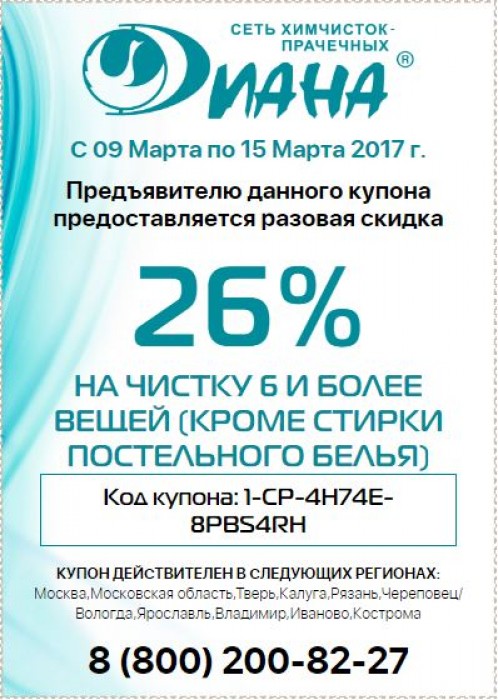 СЕТЬ ХИМЧИСТОК-
ПРАЧЕЧНЫХ
ДИАНА®
С 09 Марта по 15 Марта 2017 г.
Предъявителю данного купона
предоставляется разовая скидка
26%
НА ЧИСТКУ 6 И БОЛЕЕ
ВЕЩЕЙ (КРОМЕ СТИРКИ
ПОСТЕЛЬНОГО БЕЛЬЯ)
Код купона: 1-CP-4H74E-
8PBS4RH
КУПОН ДЕЙСТВИТЕЛЕН В сЛЕДУЮЩИХ РЕГИОНАХ:
Москва,Московская область,Тверь,Калуга,Рязань,Череповец/
Вологда,Ярославль,Владимир,Иваново,Кострома
8 (800) 200-82-27